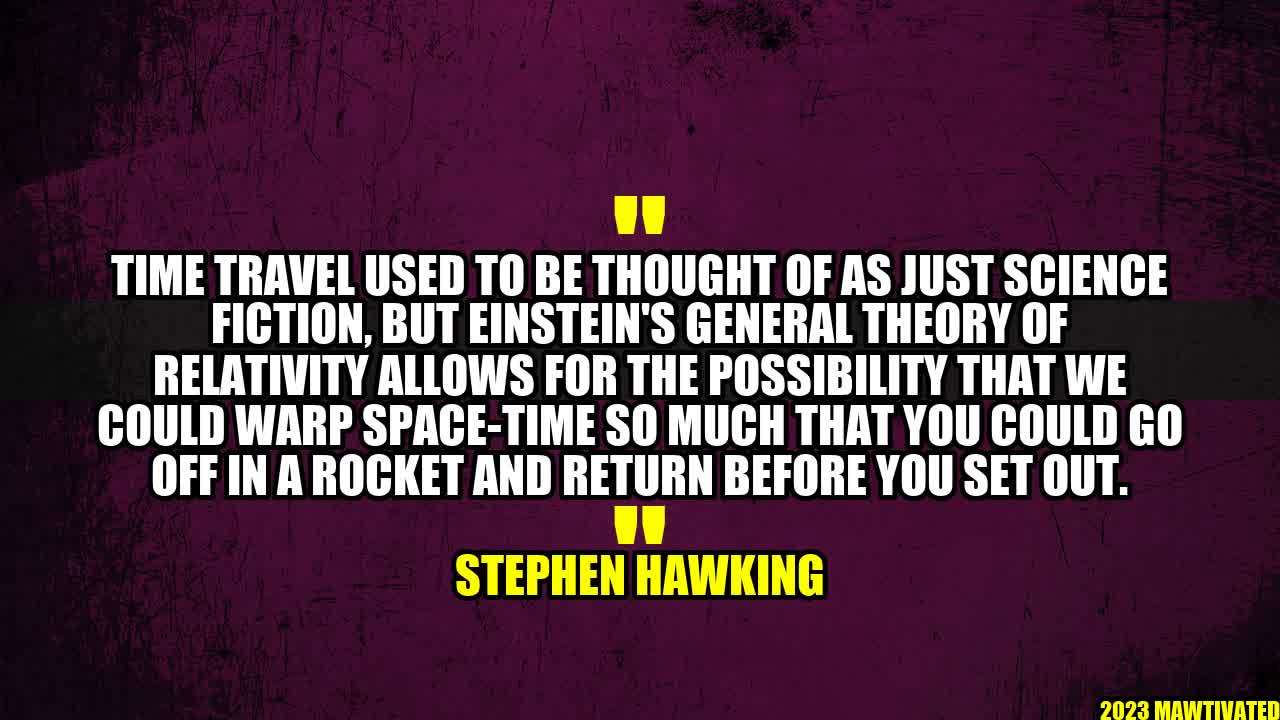 "
TIME TRAVEL USED TO BE THOUGHT OF AS JUST SCIENCE
FICTION, BUT EINSTEIN'S GENERAL THEORY OF
RELATIVITY ALLOWS FOR THE POSSIBILITY THAT WE
COULD WARP SPACE-TIME SO MUCH THAT YOU COULD GO
OFF IN A ROCKET AND RETURN BEFORE YOU SET OUT.
"
STEPHEN HAWKING
2023 MAWTIVATED